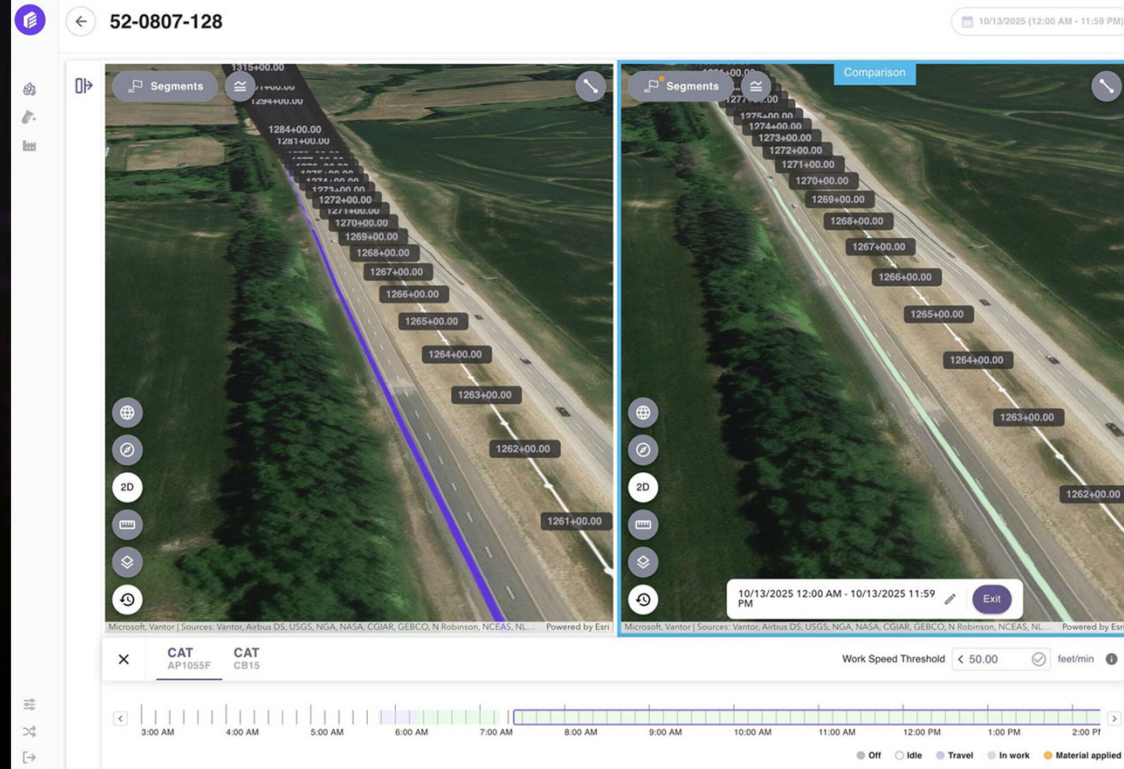 52-0807-128
10/13/2025 (12:00 AM - 11:59 PM)
Segments
1315+00.00
1294+00.00
1284+00.00
1281+00.00
1274+00.00
1273+00.00
1272+00.00
1271+00.00
1270+00.00
1269+00.00
1268+00.00
1267+00.00
1266+00.00
1265+00.00
1264+00.00
1263+00.00
1262+00.00
1261+00.00
2D
Microsoft, Vantor | Sources: Vantor, Airbus DS, USGS, NGA, NASA, CGIAR, GEBCO, N Robinson, NCEAS, NL... Powered by Esri
Comparison
Segments
1275+00.00
1274+00.00
1273+00.00
1272+00.00
1271+00.00
1270+00.00
1269+00.00
1268+00.00
1267+00.00
1266+00.00
1265+00.00
1264+00.00
1263+00.00
1262+00.00
2D
10/13/2025 12:00 AM - 10/13/2025 11:59
PM
Exit
Microsoft, Vantor | Sources: Vantor, Airbus DS, USGS, NGA, NASA, CGIAR, GEBCO, N Robinson, NCEAS, NL... Powered by Esri
CAT
AP1055F
CAT
CB15
Work Speed Threshold < 50.00 feet/min
3:00 AM 4:00 AM 5:00 AM 6:00 AM 7:00 AM 8:00 AM 9:00 AM 10:00 AM 11:00 AM 12:00 PM 1:00 PM 2:00
Off Idle Travel In work Material applied